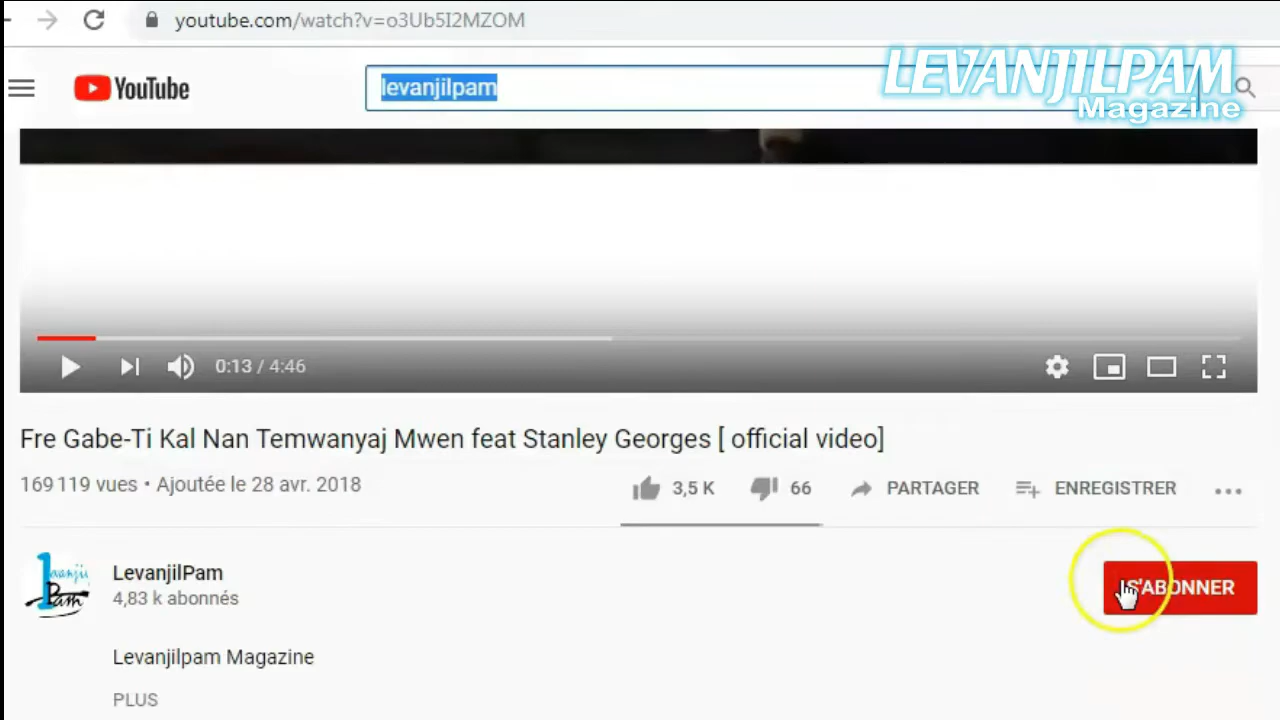 youtube.com/watch?v=o3Ub5I2MZOM
LEVANJILPAM
Magazine
YouTube
levanjilpam
0:13 / 4:46
Fre Gabe-Ti Kal Nan Temwanyaj Mwen feat Stanley Georges [ official video]
169 119 vues • Ajoutée le 28 avr. 2018
3,5 K 66 PARTAGER ENREGISTRER
LevanjilPam
4,83 k abonnés
S'ABONNER
Levanjilpam Magazine
PLUS